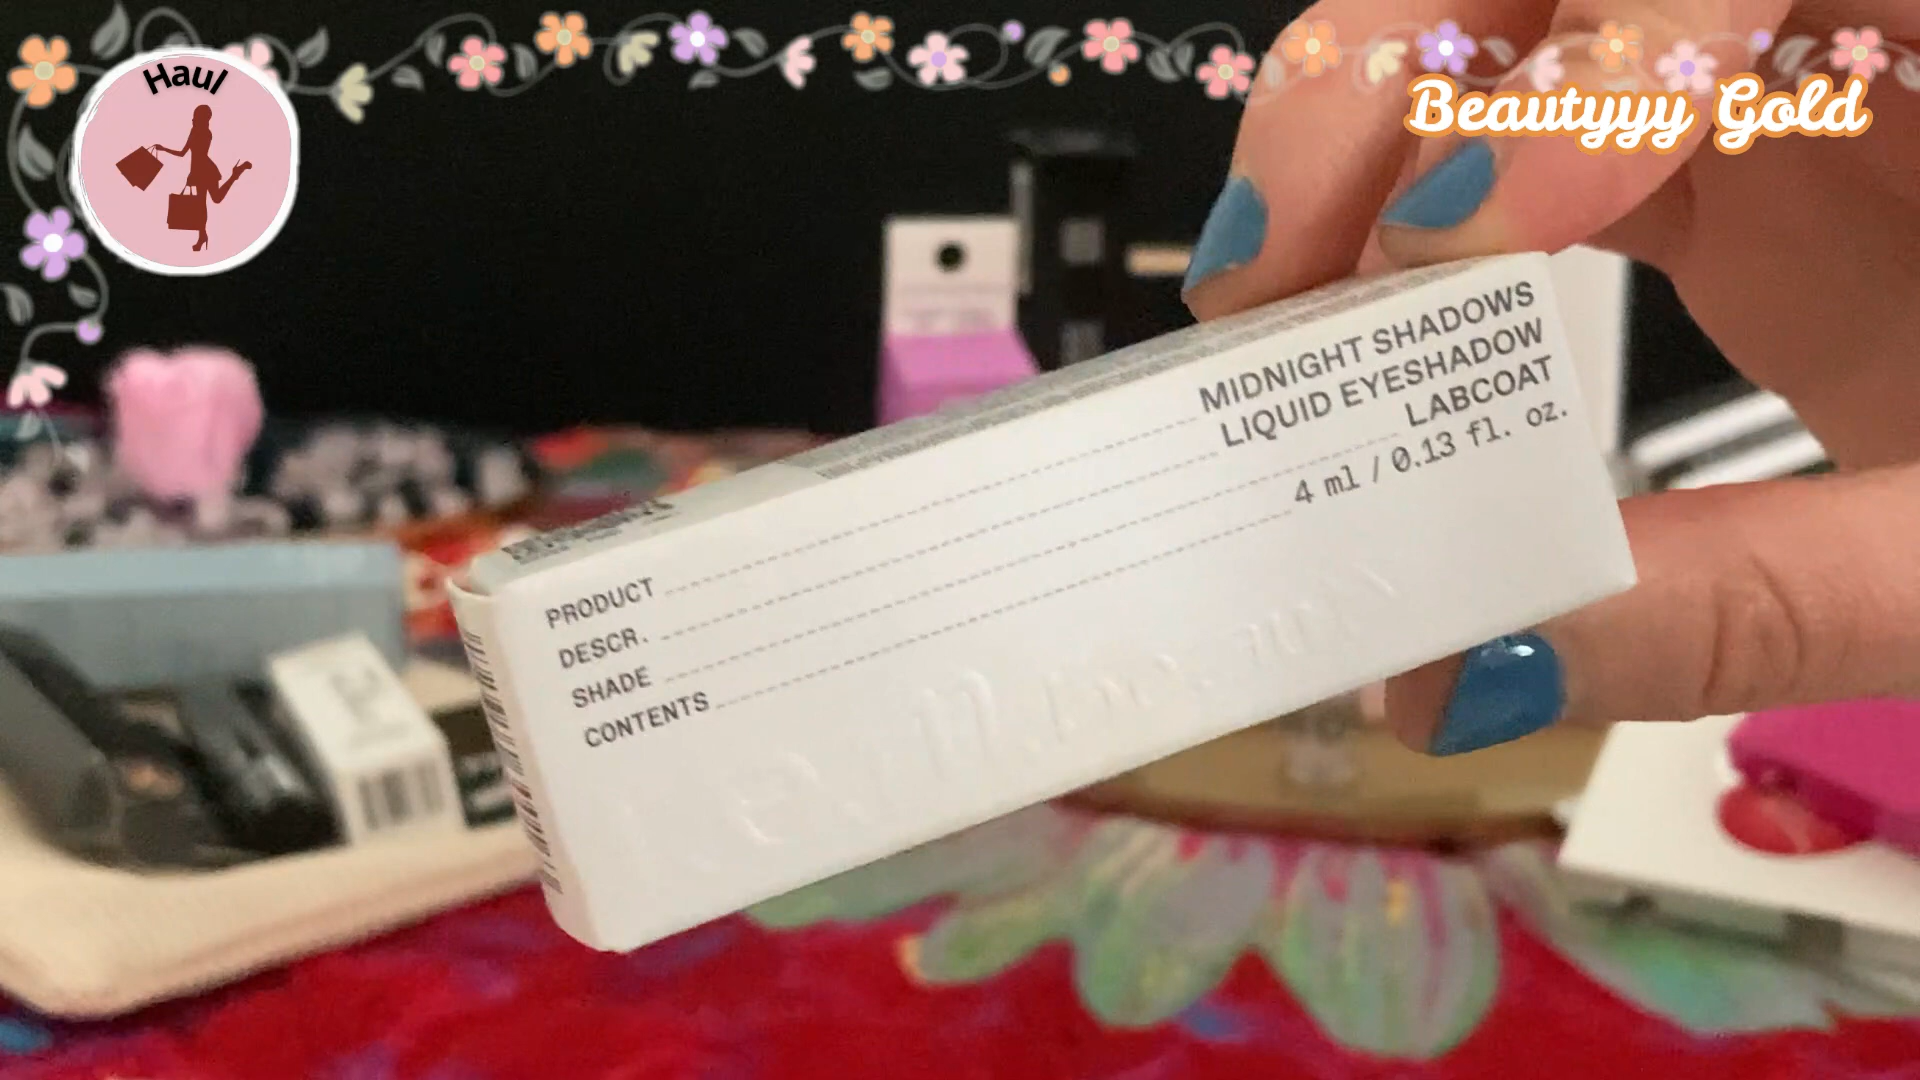 Haul
Beautyyy Gold
PRODUCT MIDNIGHT SHADOWS
DESCR. LIQUID EYESHADOW
SHADE LABCOAT
CONTENTS 4 ml / 0.13 fl. oz.